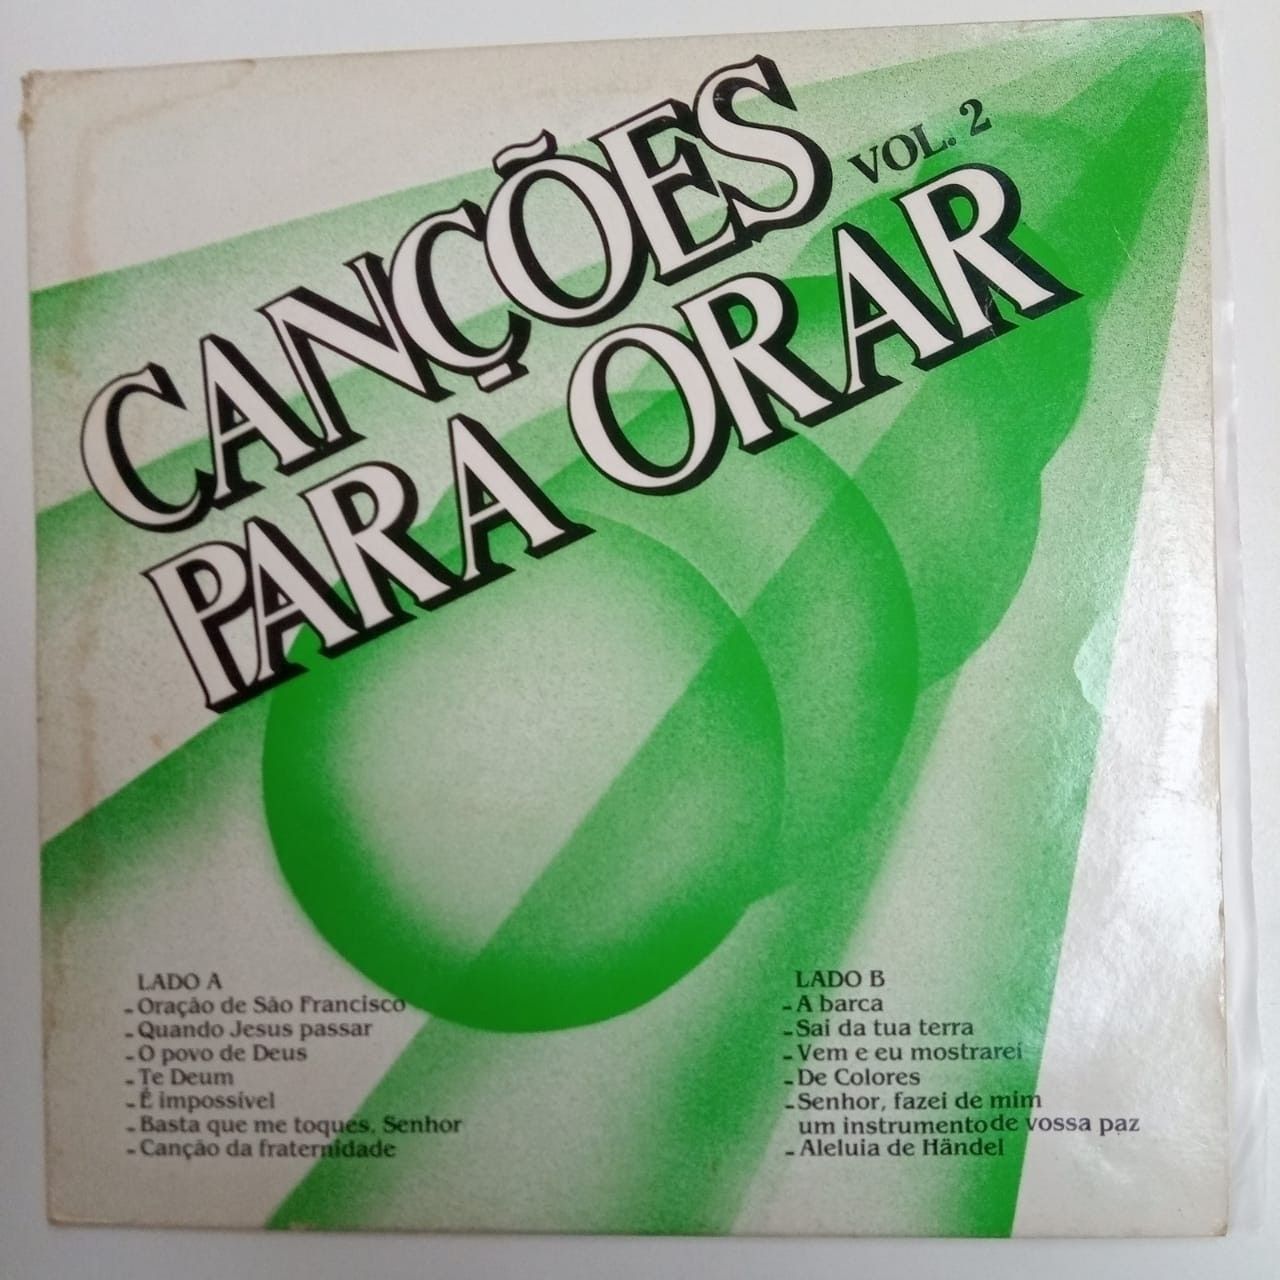 CANÇÕES
VOL. 2
PARA ORAR
LADO A
- Oração de São Francisco
- Quando Jesus passar
- O povo de Deus
- Te Deum
- É impossível
- Basta que me toques, Senhor
- Canção da fraternidade
LADO B
- A barca
- Sai da tua terra
- Vem e eu mostrarei
- De Colores
- Senhor, fazei de mim
um instrumento de vossa paz
- Aleluia de Händel